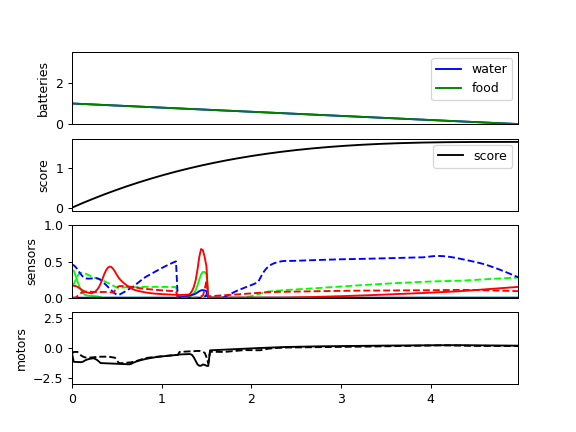 batteries
2
0
water
food
score
1
0
score
sensors
1.0
0.5
0.0
motors
2.5
0.0
−2.5
0 1 2 3 4